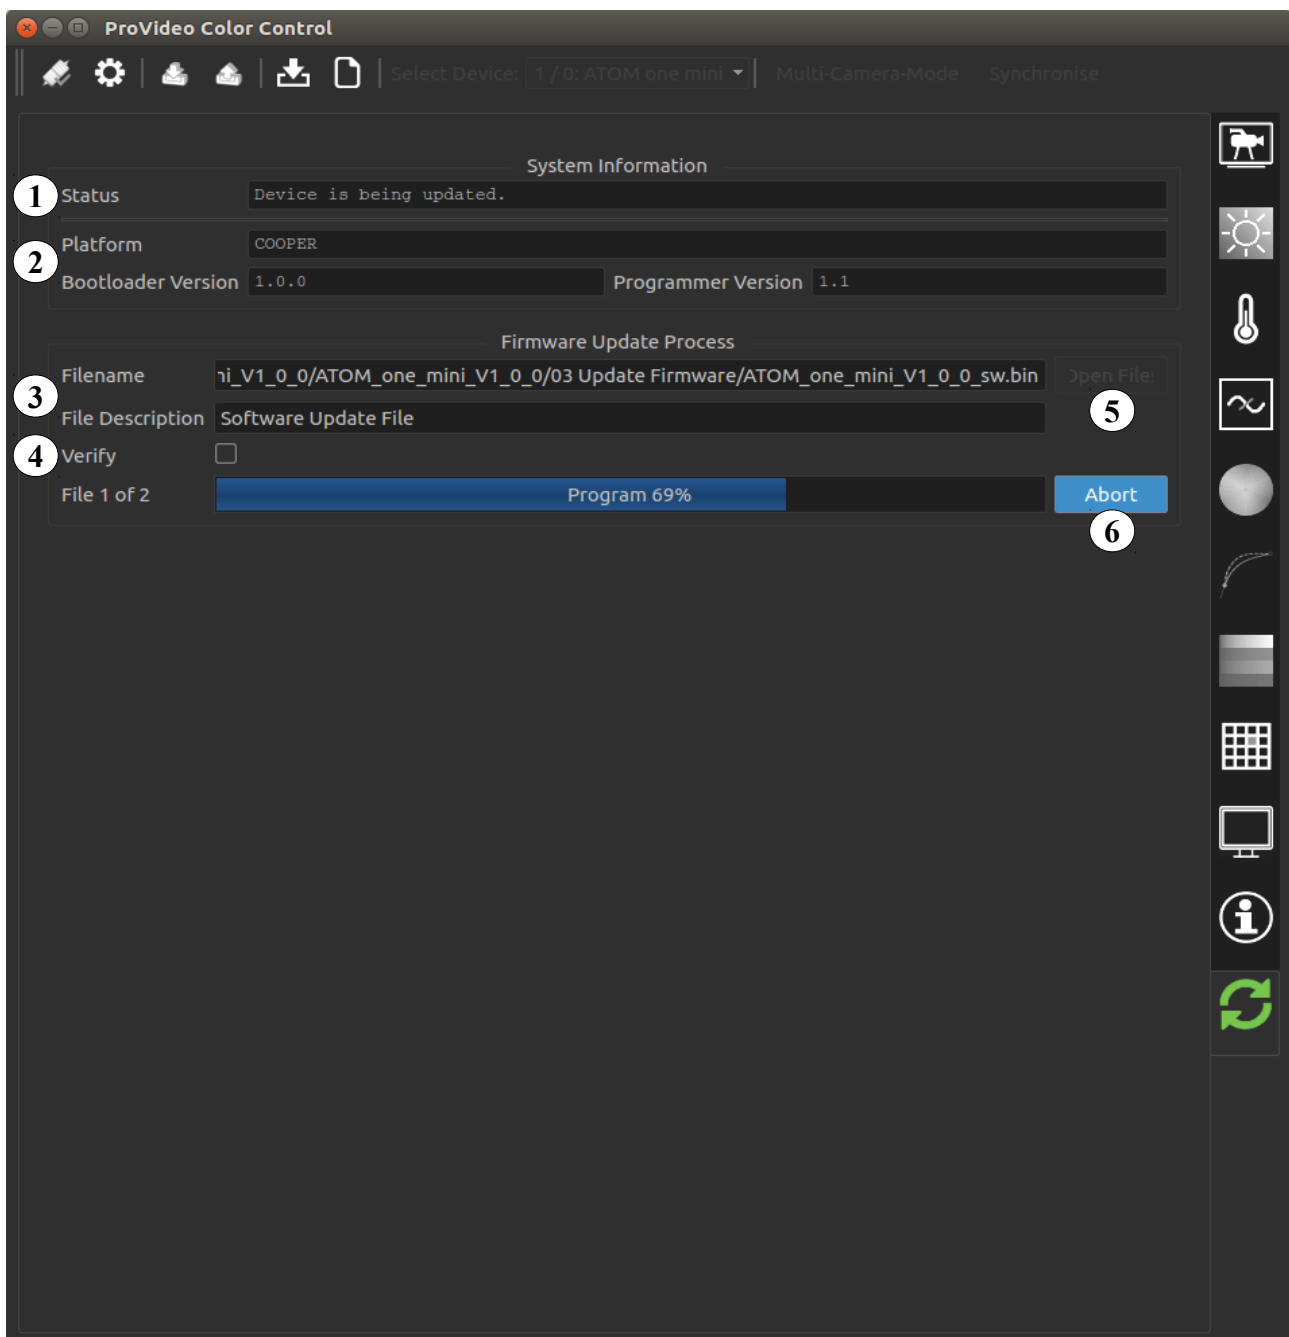 ProVideo Color Control
Select Device: 1 / 0: ATOM one mini Multi-Camera-Mode Synchronise
System Information
1 Status Device is being updated.
Platform COOPER
2
Bootloader Version 1.0.0 Programmer Version 1.1
Firmware Update Process
Filename ni_V1_0_0/ATOM_one_mini_V1_0_0/03 Update Firmware/ATOM_one_mini_V1_0_0_sw.bin Open Files
3
5
File Description Software Update File
4 Verify
File 1 of 2 Program 69% Abort
6